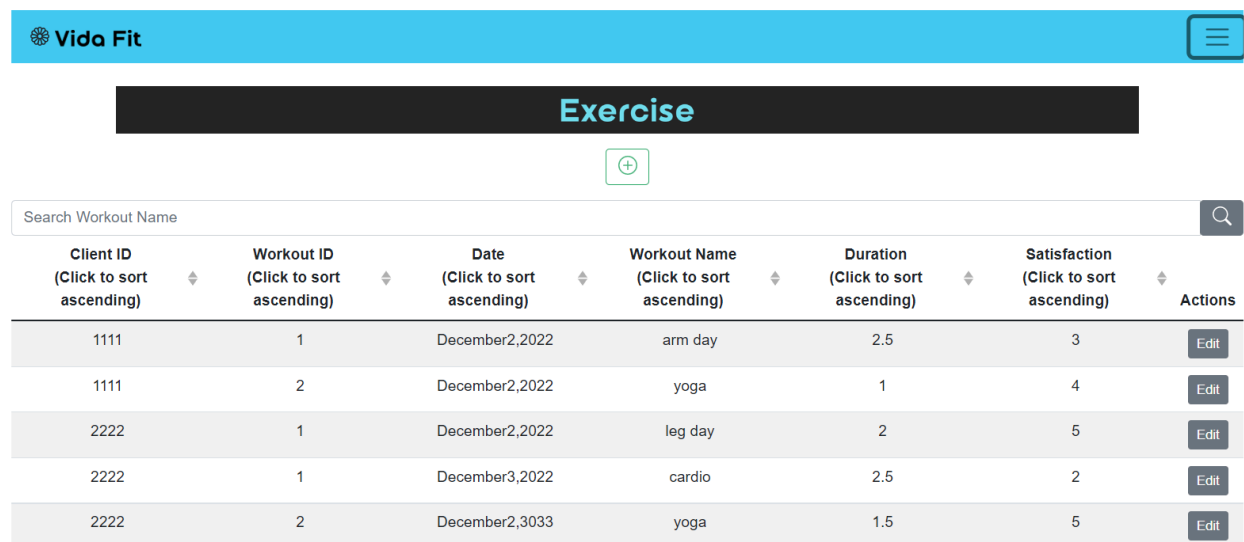 Vida Fit
Exercise
Search Workout Name
Client ID (Click to sort ascending) Workout ID (Click to sort ascending) Date (Click to sort ascending) Workout Name (Click to sort ascending) Duration (Click to sort ascending) Satisfaction (Click to sort ascending) Actions
1111 1 December2,2022 arm day 2.5 3 Edit
1111 2 December2,2022 yoga 1 4 Edit
2222 1 December2,2022 leg day 2 5 Edit
2222 1 December3,2022 cardio 2.5 2 Edit
2222 2 December2,3033 yoga 1.5 5 Edit